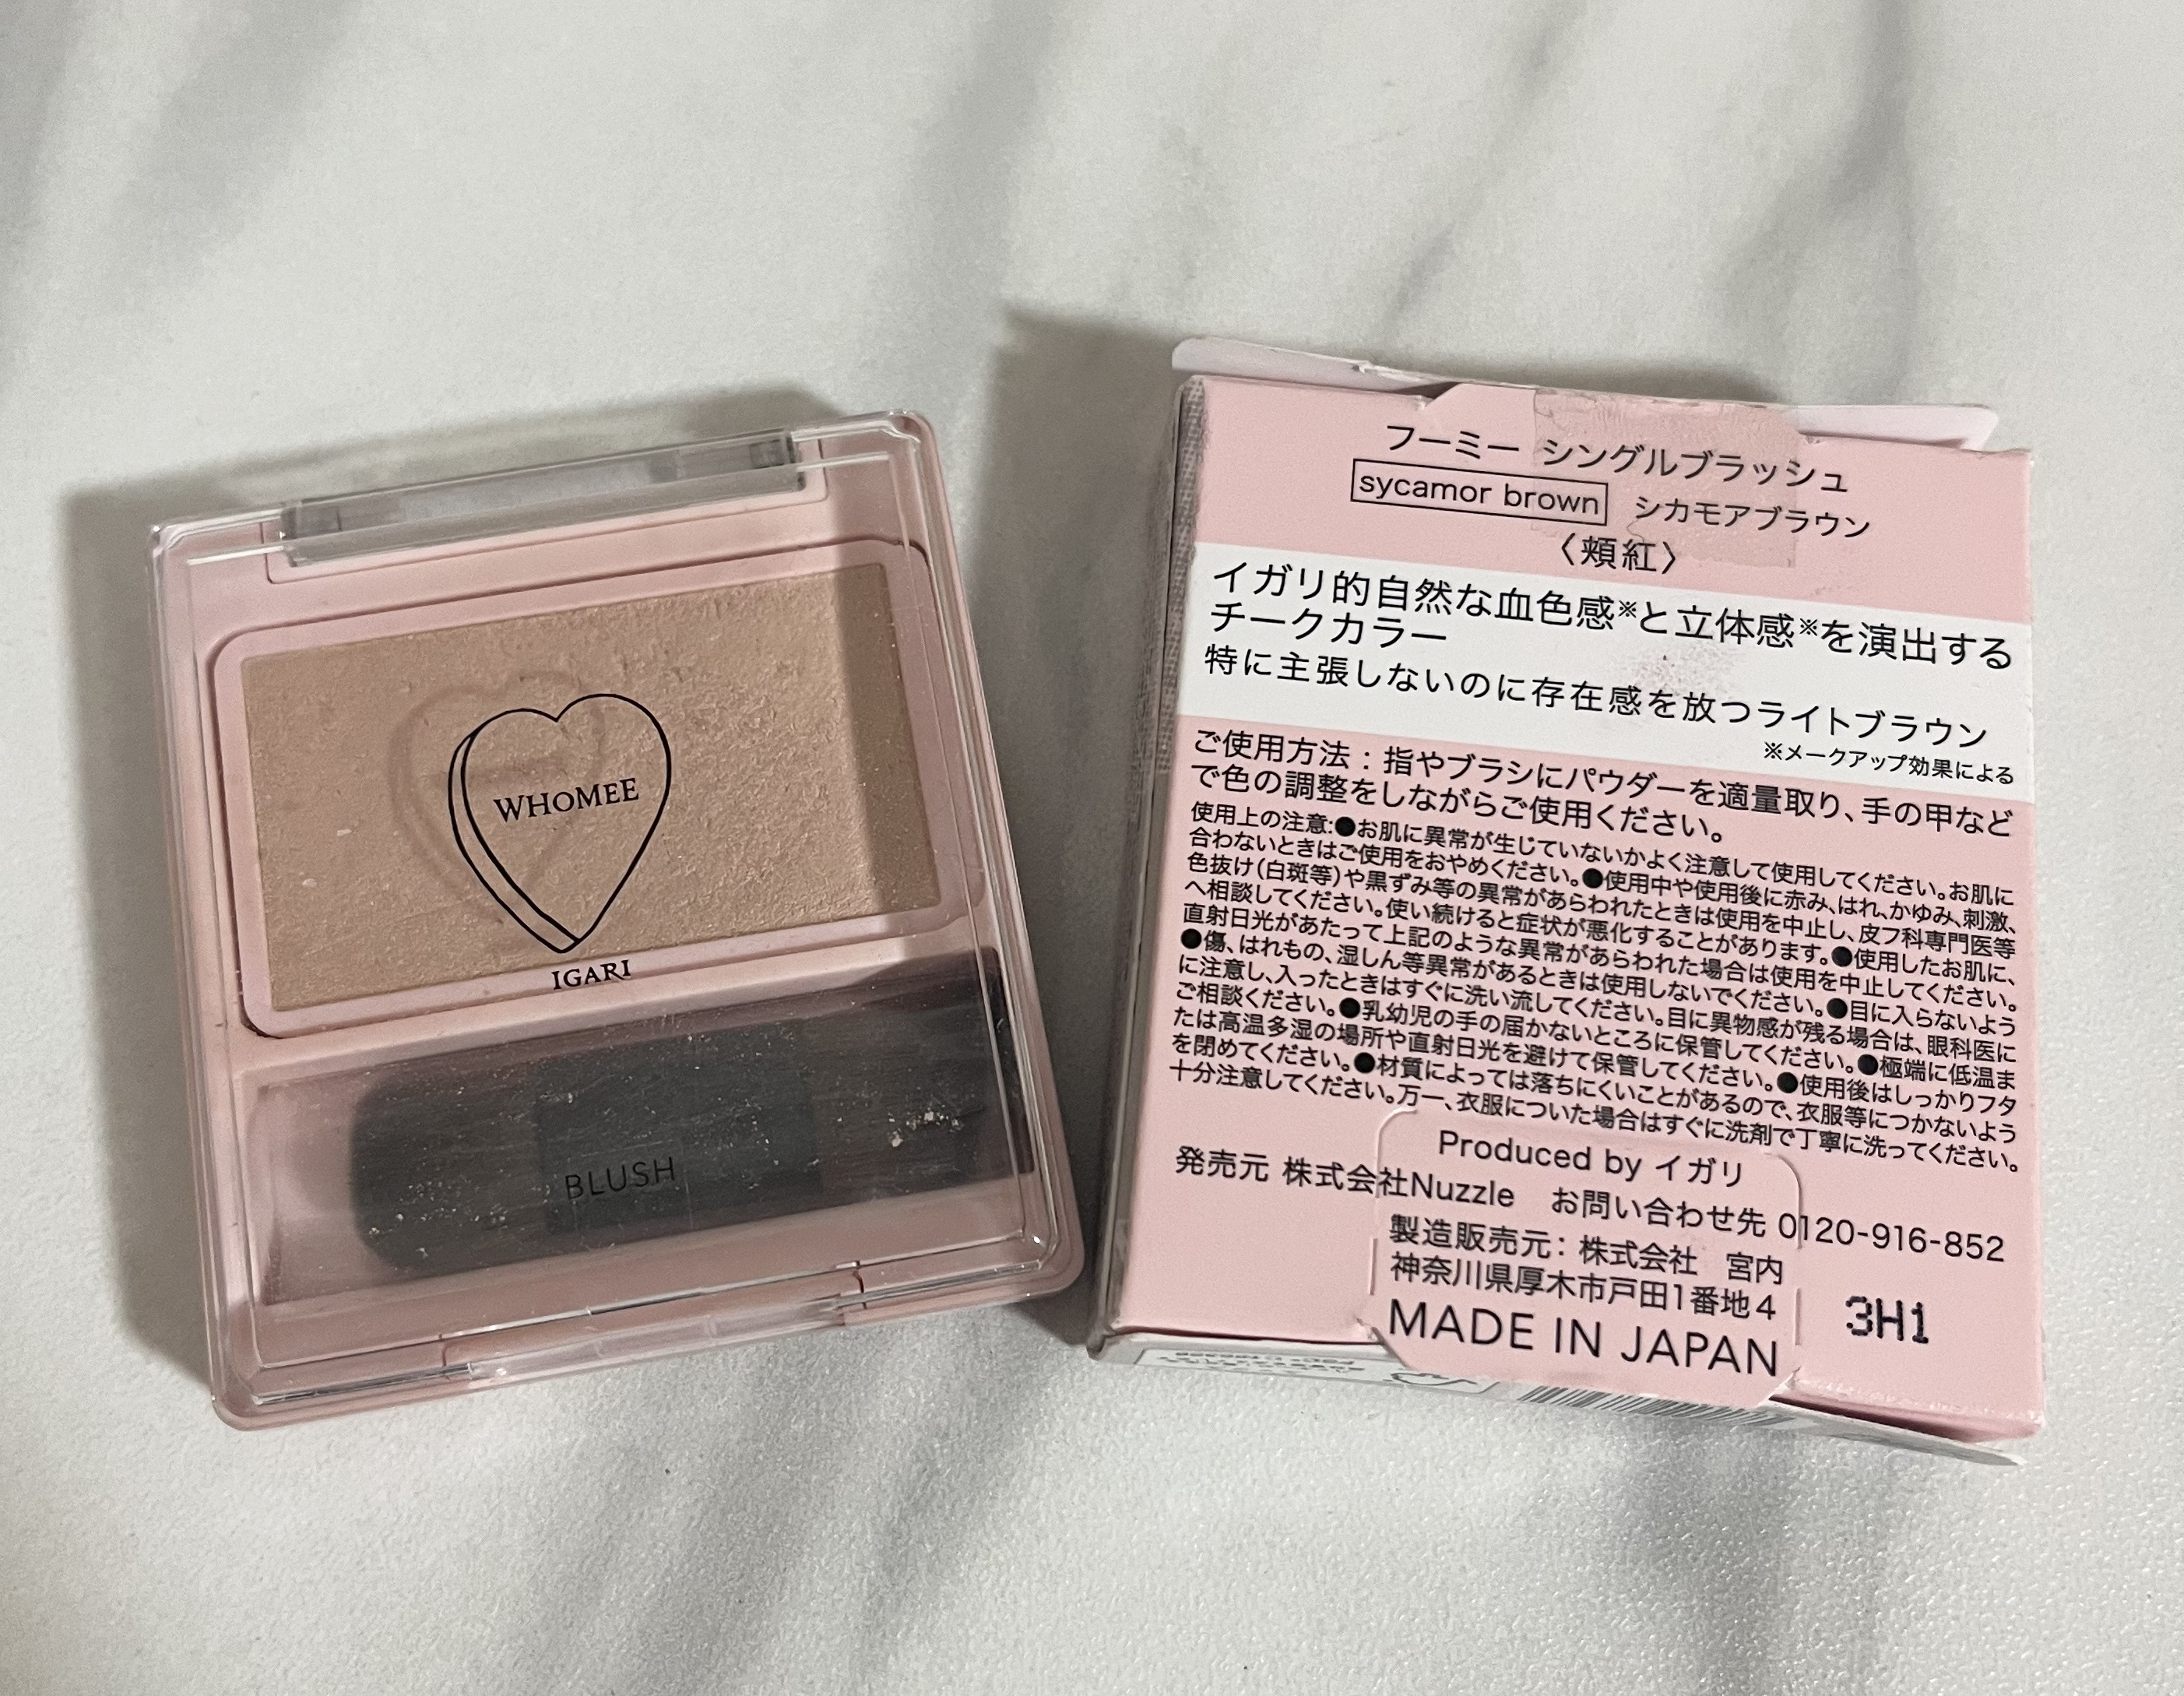 WHOMEE
IGARI
BLUSH
フーミー シングルブラッシュ
sycamor brown シカモアブラウン
〈頬紅〉
イガリ的自然な血色感※と立体感※を演出する
チークカラー
特に主張しないのに存在感を放つライトブラウン
※メークアップ効果による
ご使用方法：指やブラシにパウダーを適量取り、手の甲など
で色の調整をしながらご使用ください。
使用上の注意:●お肌に異常が生じていないかよく注意して使用してください。お肌に
合わないときはご使用をおやめください。●使用中や使用後に赤み、はれ、かゆみ、刺激、
色抜け(白斑等)や黒ずみ等の異常があらわれたときは使用を中止し、皮フ科専門医等
へ相談してください。使い続けると症状が悪化することがあります。●使用したお肌に、
直射日光があたって上記のような異常があらわれた場合は使用を中止してください。
●傷、はれもの、湿しん等異常があるときは使用しないでください。●目に入らないよう
に注意し、入ったときはすぐに洗い流してください。目に異物感が残る場合は、眼科医に
ご相談ください。●乳幼児の手の届かないところに保管してください。●極端に低温ま
たは高温多湿の場所や直射日光を避けて保管してください。●使用後はしっかりフタ
を閉めてください。●材質によっては落ちにくいことがあるので、衣服等につかないよう
十分注意してください。万一、衣服についた場合はすぐに洗剤で丁寧に洗ってください。
Produced by イガリ
発売元 株式会社Nuzzle お問い合わせ先 0120-916-852
製造販売元：株式会社 宮内
神奈川県厚木市戸田1番地4
MADE IN JAPAN
3H1